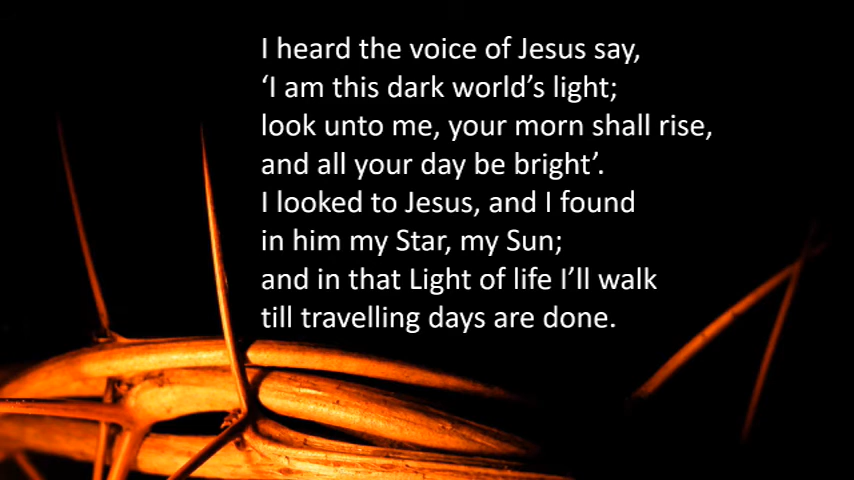 I heard the voice of Jesus say,
‘I am this dark world’s light;
look unto me, your morn shall rise,
and all your day be bright’.
I looked to Jesus, and I found
in him my Star, my Sun;
and in that Light of life I’ll walk
till travelling days are done.